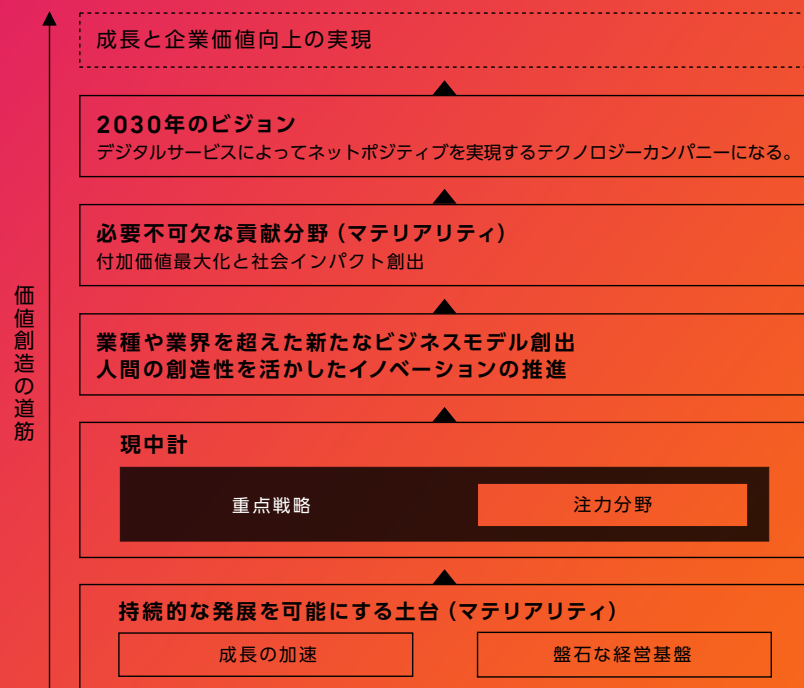 成長と企業価値向上の実現
2030年のビジョン
デジタルサービスによってネットポジティブを実現するテクノロジーカンパニーになる。
必要不可欠な貢献分野（マテリアリティ）
付加価値最大化と社会インパクト創出
価値創造の道筋
業種や業界を超えた新たなビジネスモデル創出
人間の創造性を活かしたイノベーションの推進
現中計
重点戦略
注力分野
持続的な発展を可能にする土台（マテリアリティ）
成長の加速
盤石な経営基盤